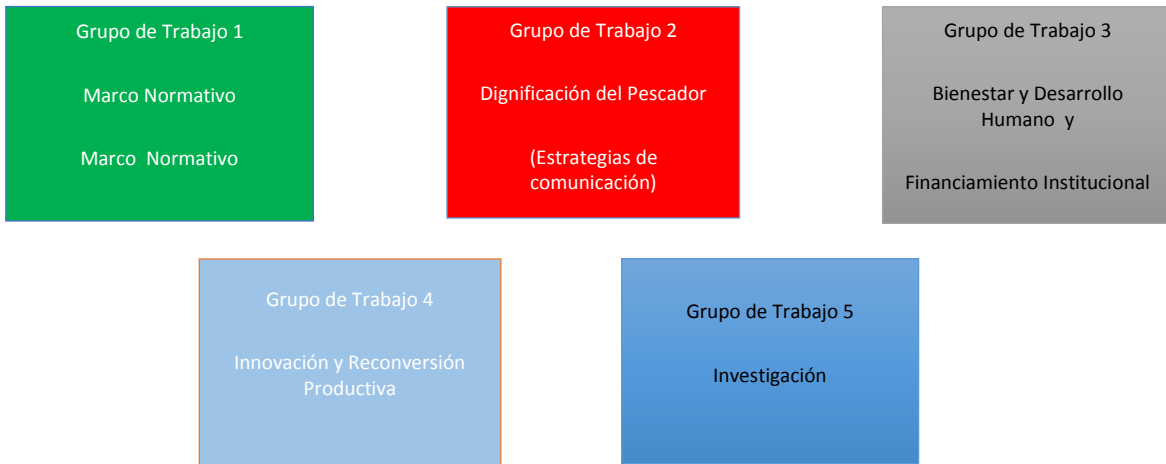 Grupo de Trabajo 1
Marco Normativo
Marco  Normativo
Grupo de Trabajo 2
Dignificación del Pescador
(Estrategias de
comunicación)
Grupo de Trabajo 3
Bienestar y Desarrollo
Humano  y
Financiamiento Institucional
Grupo de Trabajo 4
Innovación y Reconversión
Productiva
Grupo de Trabajo 5
Investigación